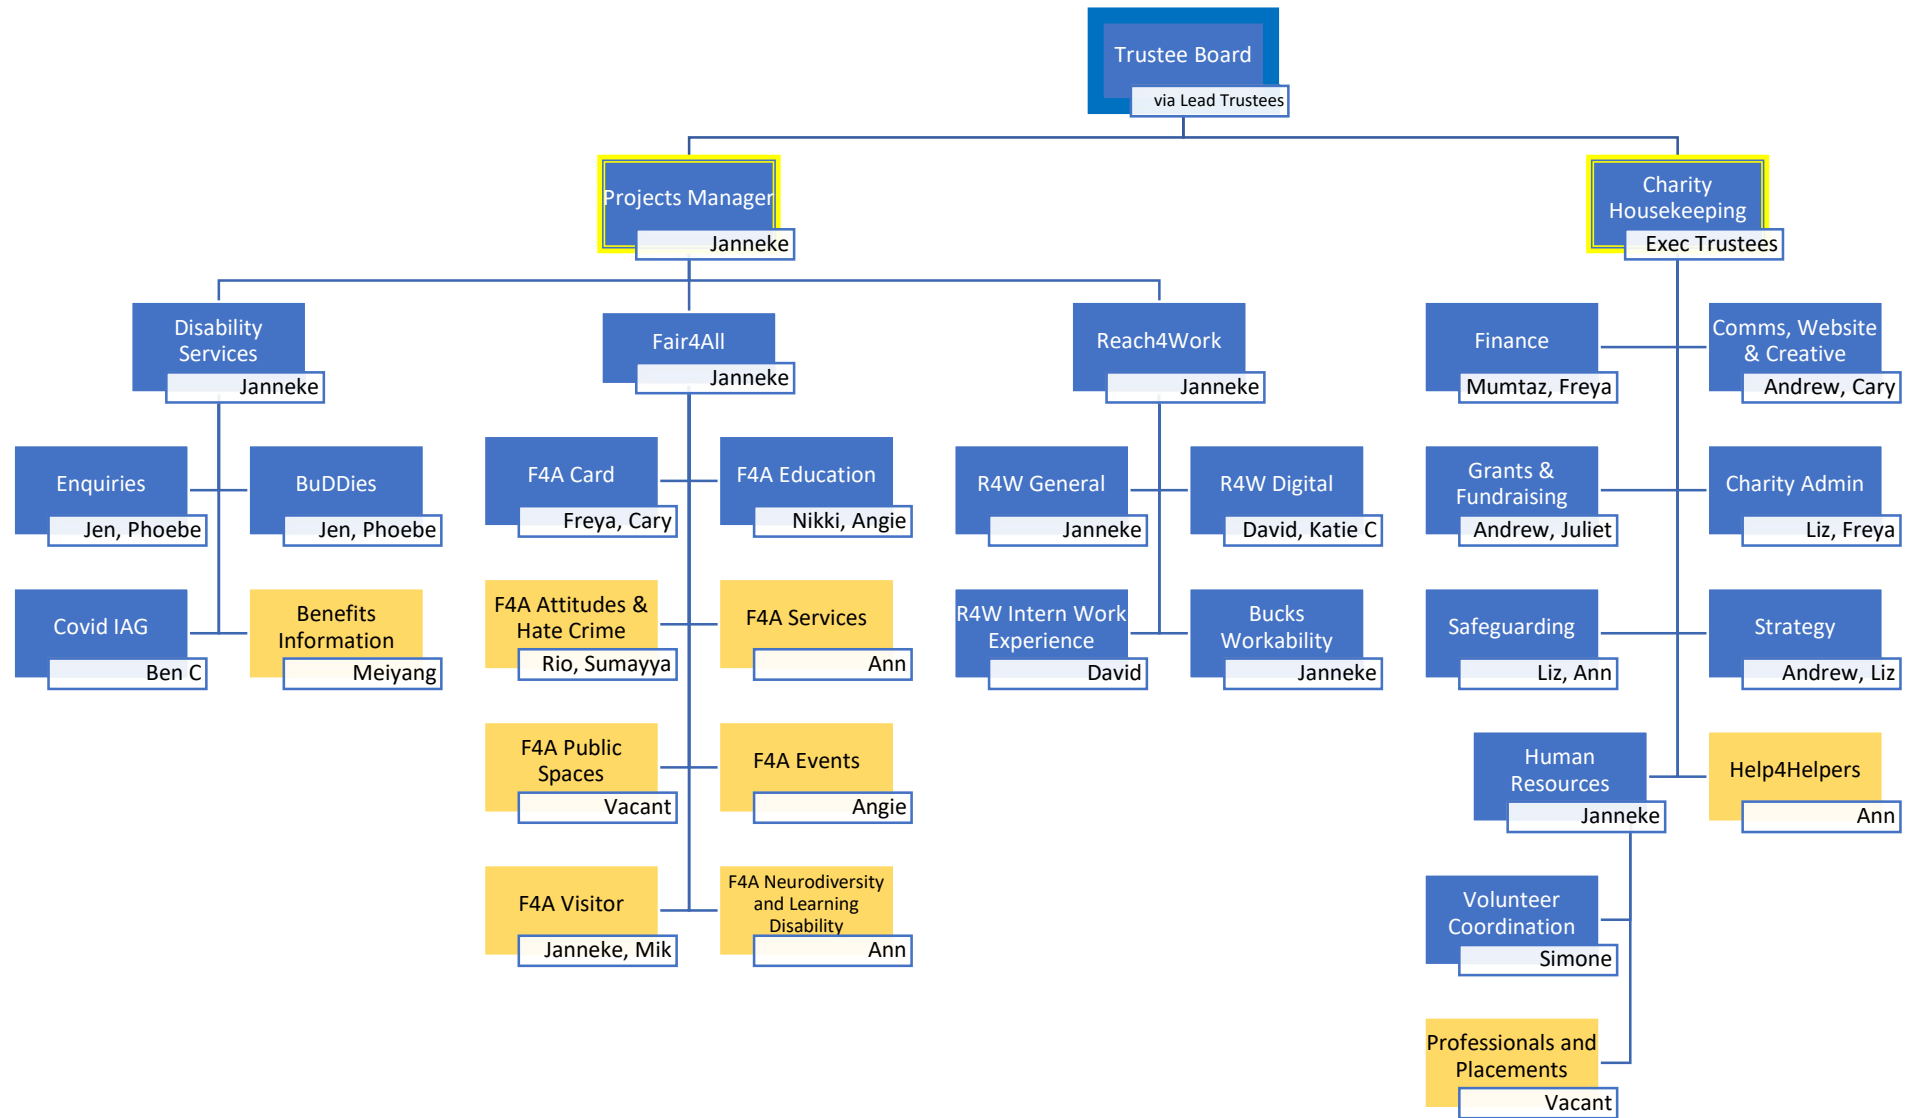 Trustee Board
via Lead Trustees
Projects Manager
Janneke
Charity
Housekeeping
Exec Trustees
Disability
Services
Janneke
Fair4All
Janneke
Reach4Work
Janneke
Finance
Mumtaz, Freya
Comms, Website
& Creative
Andrew, Cary
Enquiries
Jen, Phoebe
BuDDies
Jen, Phoebe
F4A Card
Freya, Cary
F4A Education
Nikki, Angie
R4W General
Janneke
R4W Digital
David, Katie C
Grants &
Fundraising
Andrew, Juliet
Charity Admin
Liz, Freya
Covid IAG
Ben C
Benefits
Information
Meiyang
F4A Attitudes &
Hate Crime
Rio, Sumayya
F4A Services
Ann
R4W Intern Work
Experience
David
Bucks
Workability
Janneke
Safeguarding
Liz, Ann
Strategy
Andrew, Liz
F4A Public
Spaces
Vacant
F4A Events
Angie
Human
Resources
Janneke
Help4Helpers
Ann
F4A Visitor
Janneke, Mik
F4A Neurodiversity
and Learning
Disability
Ann
Volunteer
Coordination
Simone
Professionals and
Placements
Vacant